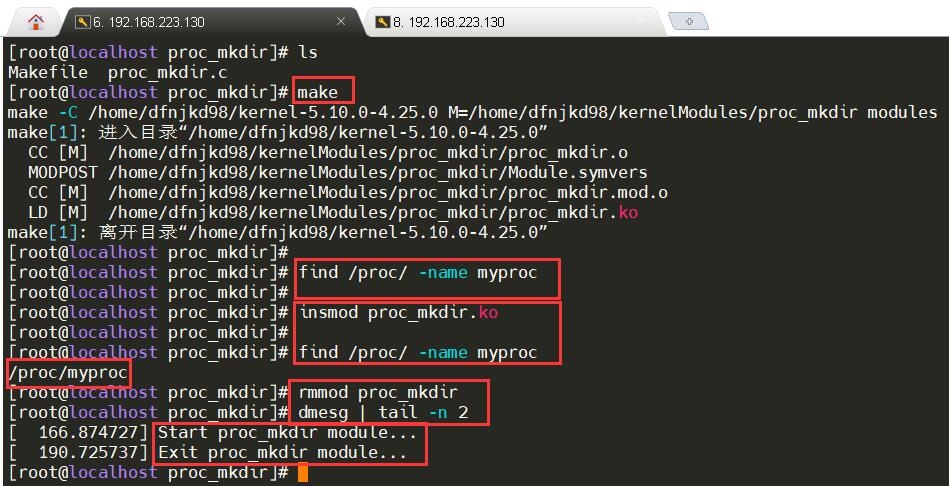 6. 192.168.223.130
8. 192.168.223.130
[root@localhost proc_mkdir]# ls
Makefile  proc_mkdir.c
[root@localhost proc_mkdir]# make
make -C /home/dfnjkd98/kernel-5.10.0-4.25.0 M=/home/dfnjkd98/kernelModules/proc_mkdir modules
make[1]: 进入目录“/home/dfnjkd98/kernel-5.10.0-4.25.0”
  CC [M]  /home/dfnjkd98/kernelModules/proc_mkdir/proc_mkdir.o
  MODPOST /home/dfnjkd98/kernelModules/proc_mkdir/Module.symvers
  CC [M]  /home/dfnjkd98/kernelModules/proc_mkdir/proc_mkdir.mod.o
  LD [M]  /home/dfnjkd98/kernelModules/proc_mkdir/proc_mkdir.ko
make[1]: 离开目录“/home/dfnjkd98/kernel-5.10.0-4.25.0”
[root@localhost proc_mkdir]#
[root@localhost proc_mkdir]# find /proc/ -name myproc
[root@localhost proc_mkdir]#
[root@localhost proc_mkdir]# insmod proc_mkdir.ko
[root@localhost proc_mkdir]#
[root@localhost proc_mkdir]# find /proc/ -name myproc
/proc/myproc
[root@localhost proc_mkdir]# rmmod proc_mkdir
[root@localhost proc_mkdir]# dmesg | tail -n 2
[  166.874727] Start proc_mkdir module...
[  190.725737] Exit proc_mkdir module...
[root@localhost proc_mkdir]#